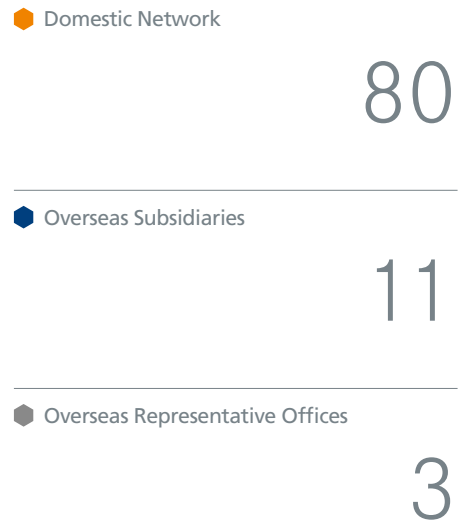 Domestic Network
80
Overseas Subsidiaries
11
Overseas Representative Offices
3